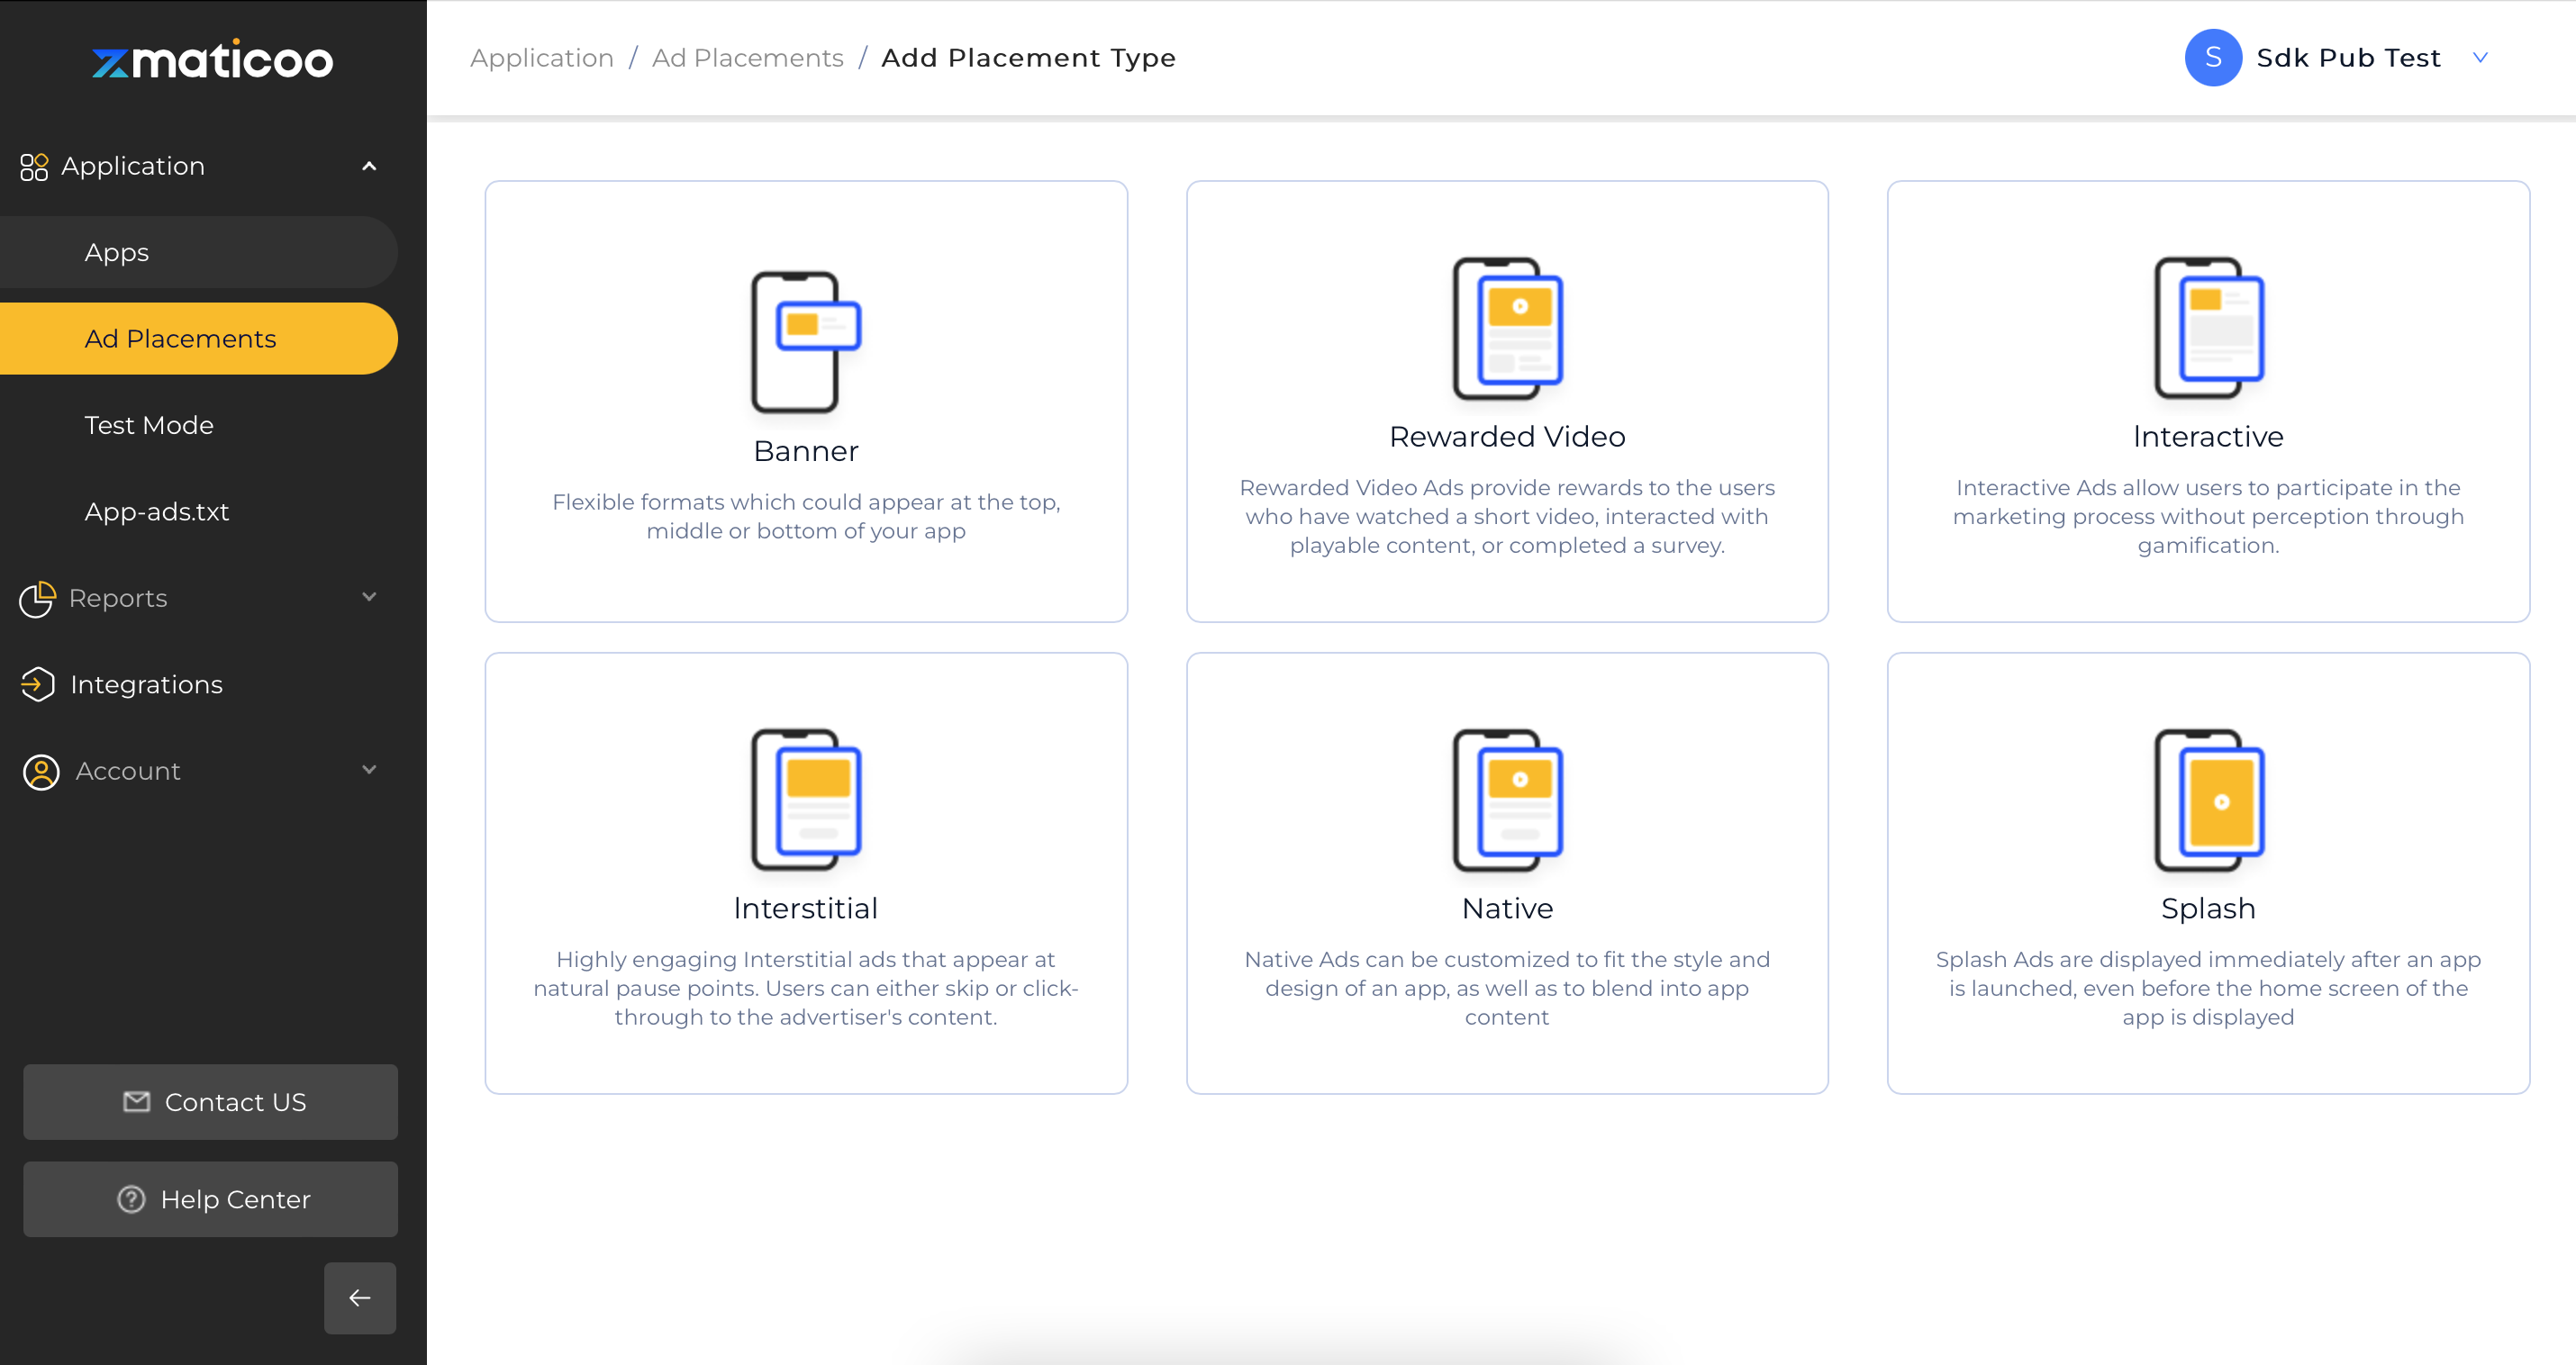 zmaticoo
Application
Apps
Ad Placements
Test Mode
App-ads.txt
Reports
Integrations
Account
Contact US
Help Center
Application / Ad Placements / Add Placement Type
S Sdk Pub Test
Banner
Flexible formats which could appear at the top,
middle or bottom of your app
Rewarded Video
Rewarded Video Ads provide rewards to the users
who have watched a short video, interacted with
playable content, or completed a survey.
Interactive
Interactive Ads allow users to participate in the
marketing process without perception through
gamification.
Interstitial
Highly engaging Interstitial ads that appear at
natural pause points. Users can either skip or click-
through to the advertiser's content.
Native
Native Ads can be customized to fit the style and
design of an app, as well as to blend into app
content
Splash
Splash Ads are displayed immediately after an app
is launched, even before the home screen of the
app is displayed